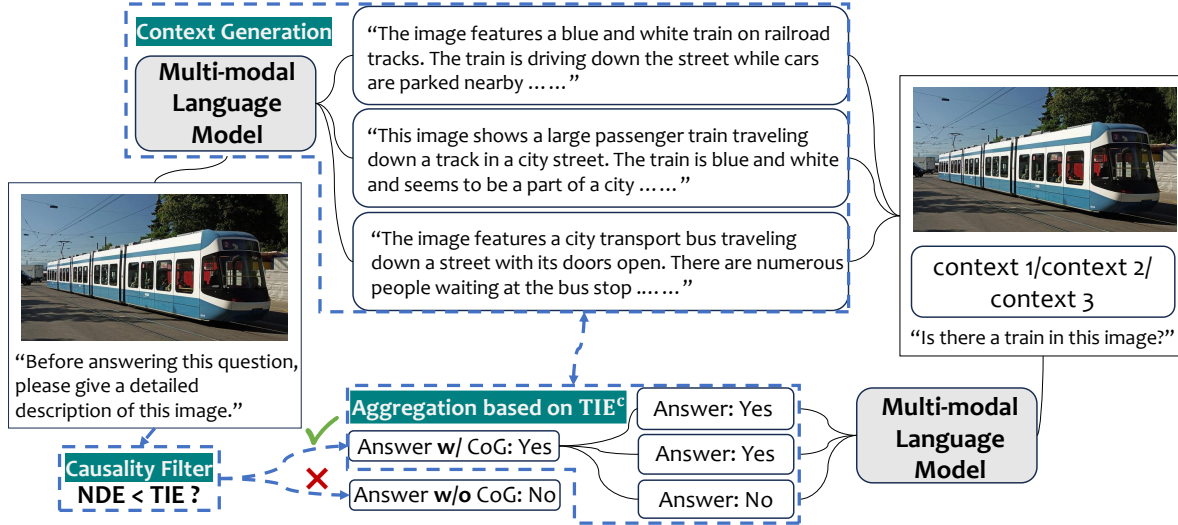 Context Generation
Multi-modal
Language
Model
“The image features a blue and white train on railroad
tracks. The train is driving down the street while cars
are parked nearby ... ... ”
“This image shows a large passenger train traveling
down a track in a city street. The train is blue and white
and seems to be a part of a city ... ... ”
“The image features a city transport bus traveling
down a street with its doors open. There are numerous
people waiting at the bus stop ... ... ”
context 1/context 2/
context 3
“Is there a train in this image?”
“Before answering this question,
please give a detailed
description of this image.”
Causality Filter
NDE < TIE ?
Aggregation based on TIEᶜ
Answer w/ CoG: Yes
Answer w/o CoG: No
Answer: Yes
Answer: Yes
Answer: No
Multi-modal
Language
Model